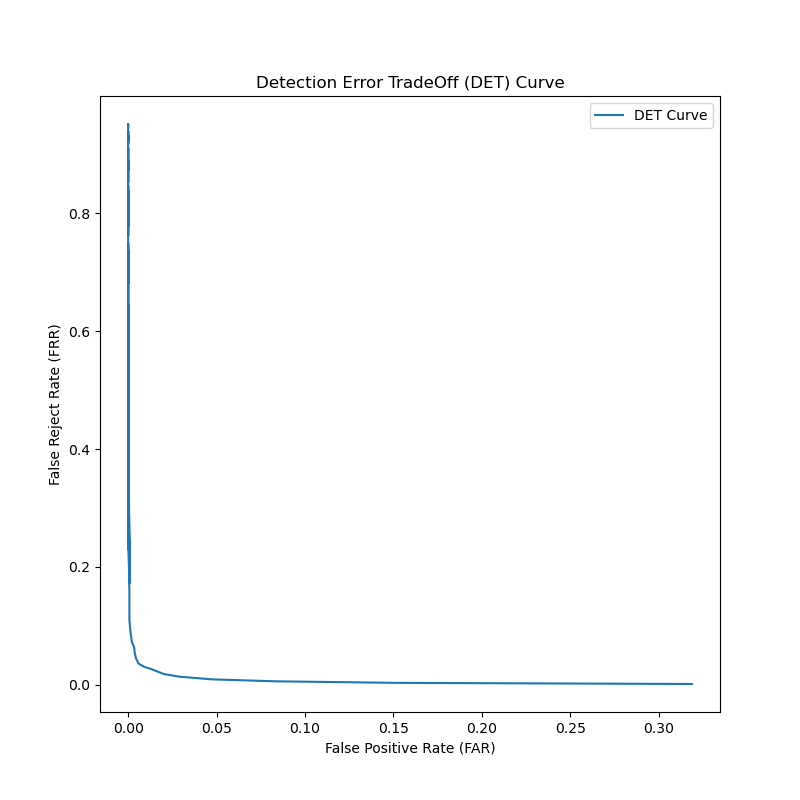 Detection Error TradeOff (DET) Curve
DET Curve
0.8
0.6
0.4
0.2
0.0
False Reject Rate (FRR)
0.00 0.05 0.10 0.15 0.20 0.25 0.30
False Positive Rate (FAR)